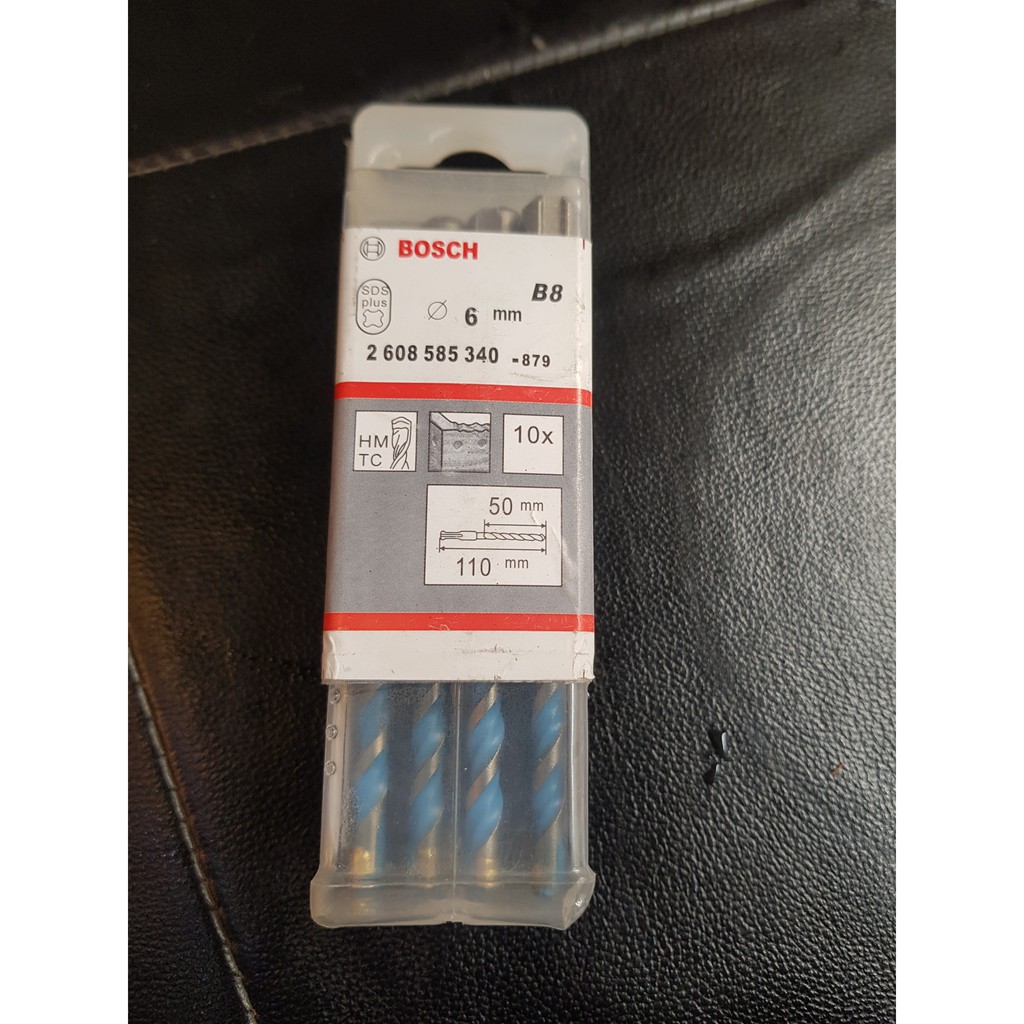 BOSCH
SDS
plus
B8
Ø 6 mm
2 608 585 340 - 879
HM
TC
10x
50 mm
110 mm